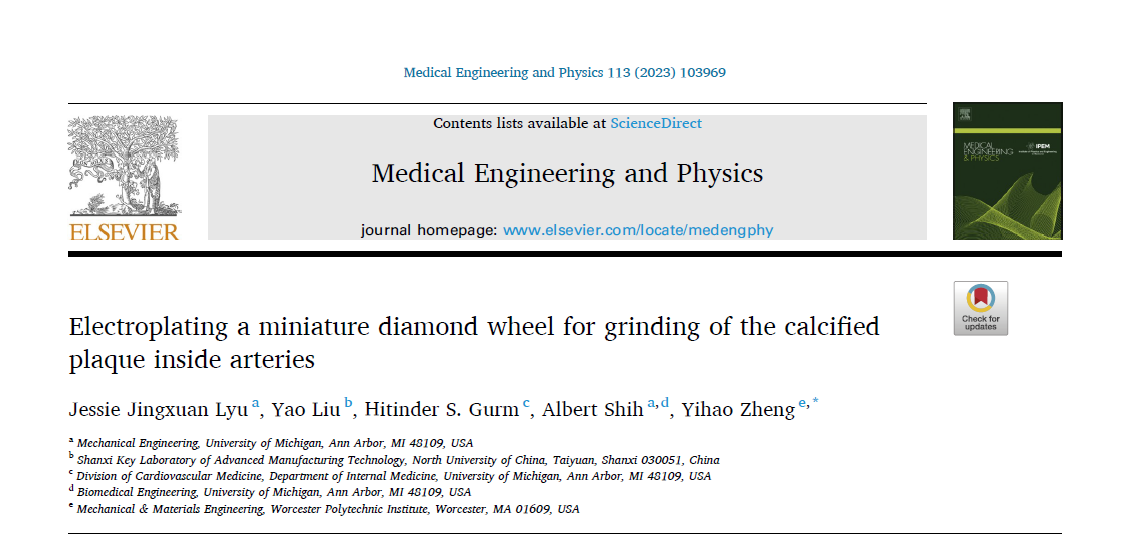 Medical Engineering and Physics 113 (2023) 103969
Contents lists available at ScienceDirect
Medical Engineering and Physics
journal homepage: www.elsevier.com/locate/medengphy
ELSEVIER
MEDICAL
ENGINEERING
& PHYSICS
IPEM
Check for
updates
Electroplating a miniature diamond wheel for grinding of the calcified
plaque inside arteries
Jessie Jingxuan Lyu a, Yao Liu b, Hitinder S. Gurm c, Albert Shih a,d, Yihao Zheng e,*
a Mechanical Engineering, University of Michigan, Ann Arbor, MI 48109, USA
b Shanxi Key Laboratory of Advanced Manufacturing Technology, North University of China, Taiyuan, Shanxi 030051, China
c Division of Cardiovascular Medicine, Department of Internal Medicine, University of Michigan, Ann Arbor, MI 48109, USA
d Biomedical Engineering, University of Michigan, Ann Arbor, MI 48109, USA
e Mechanical & Materials Engineering, Worcester Polytechnic Institute, Worcester, MA 01609, USA